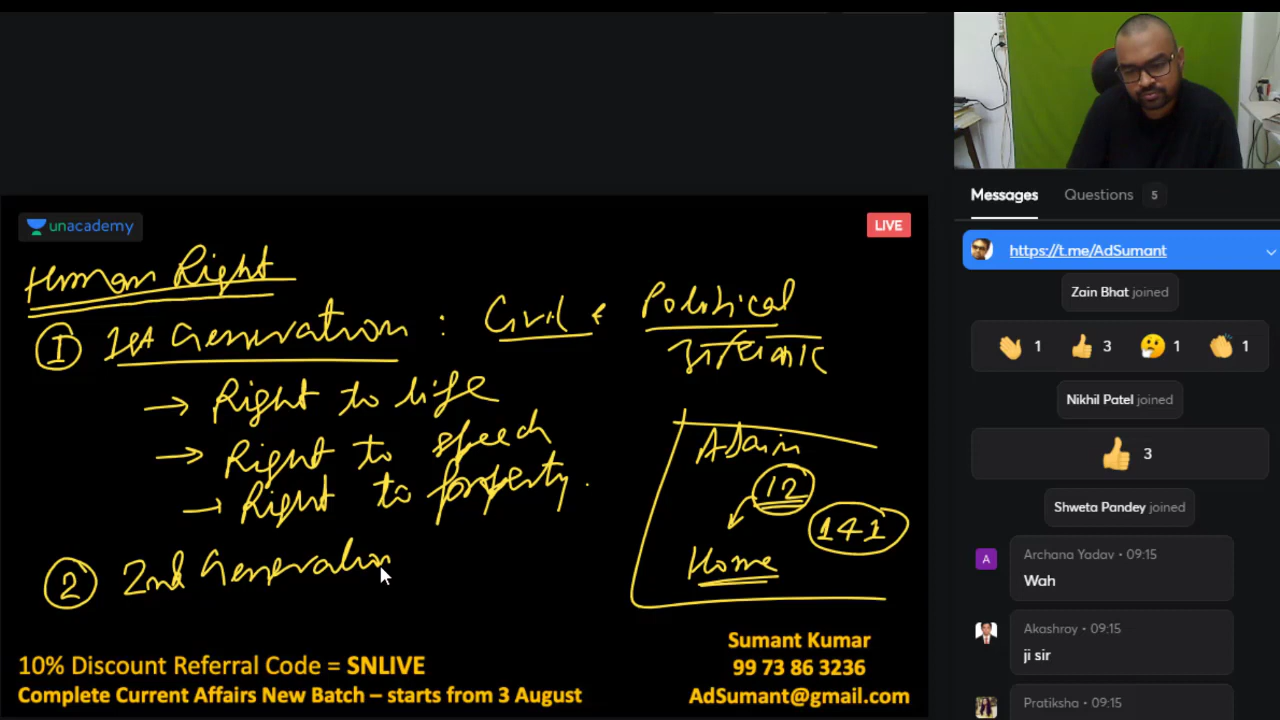 unacademy
LIVE
Human Right
1 1st Generation : Civil & Political
→ Right to life
→ Right to speech
→ Right to property.
12
141
Home
2 2nd Generation
10% Discount Referral Code = SNLIVE
Complete Current Affairs New Batch – starts from 3 August
Sumant Kumar
99 73 86 3236
AdSumant@gmail.com
Messages
Questions 5
https://t.me/AdSumant
Zain Bhat joined
1 3 1 1
Nikhil Patel joined
3
Shweta Pandey joined
A
Archana Yadav • 09:15
Wah
Akashroy • 09:15
ji sir
Pratiksha • 09:15